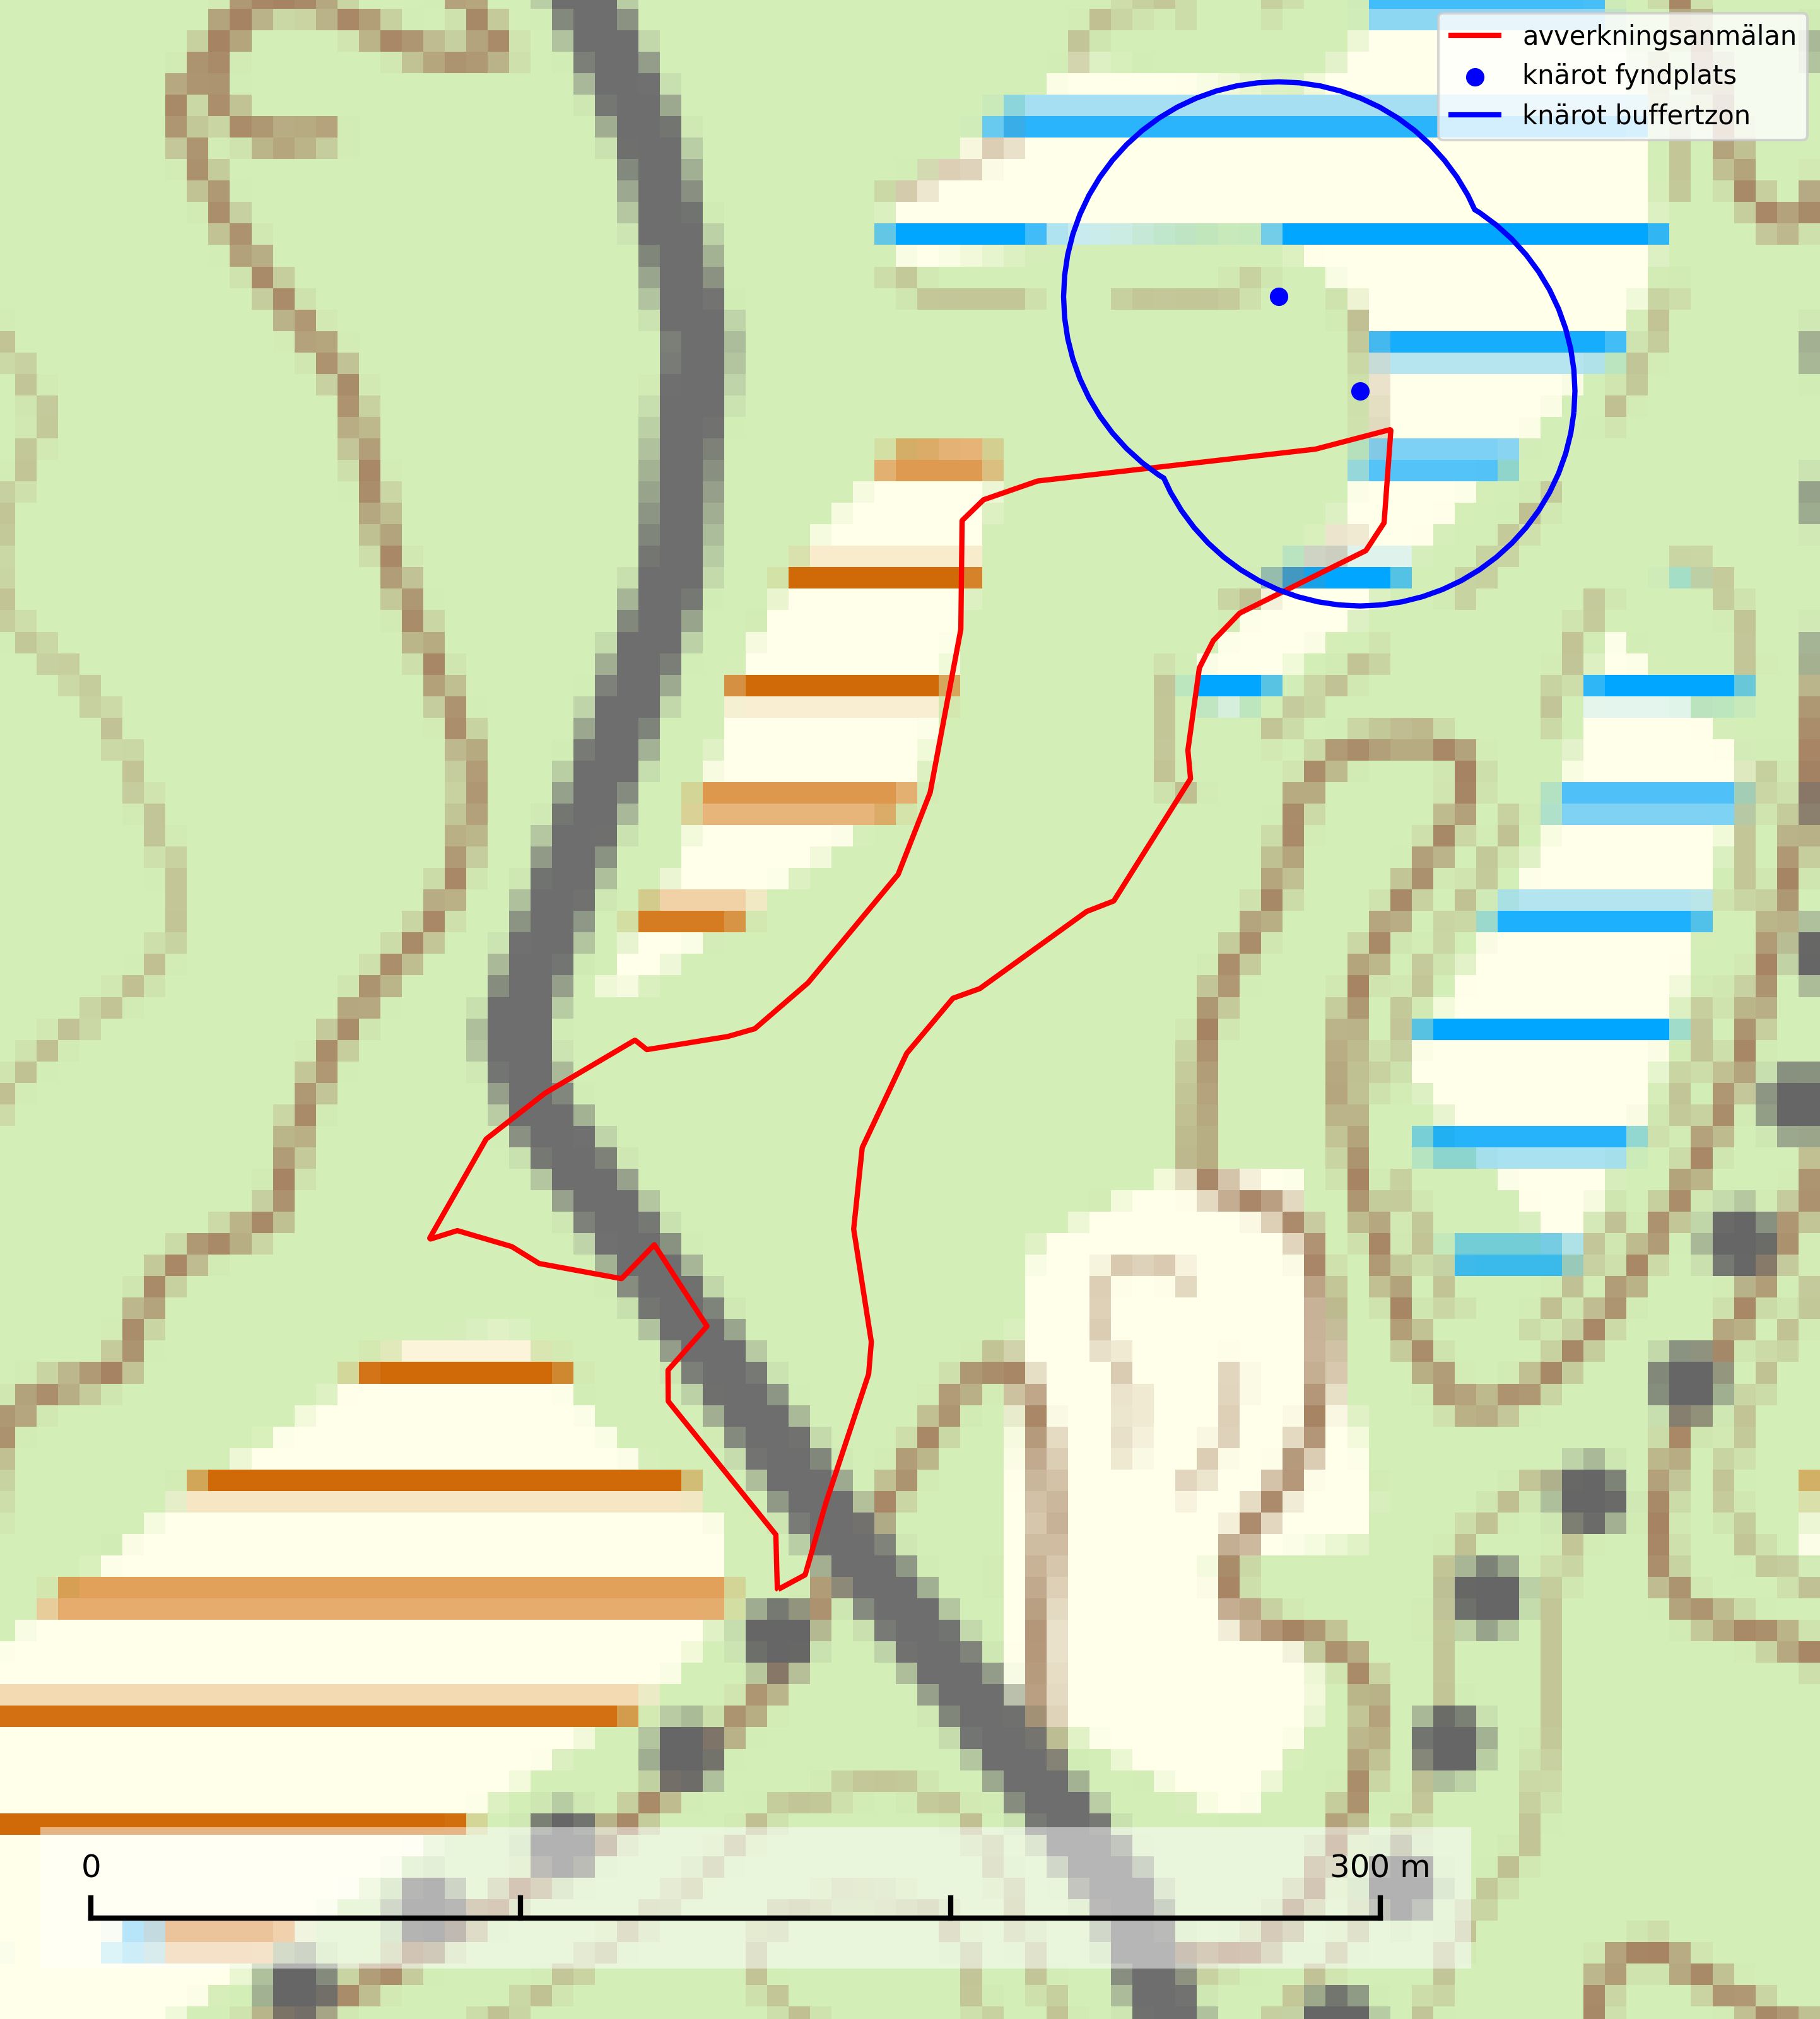 avverkningsanmälan
knärot fyndplats
knärot buffertzon
0
300 m